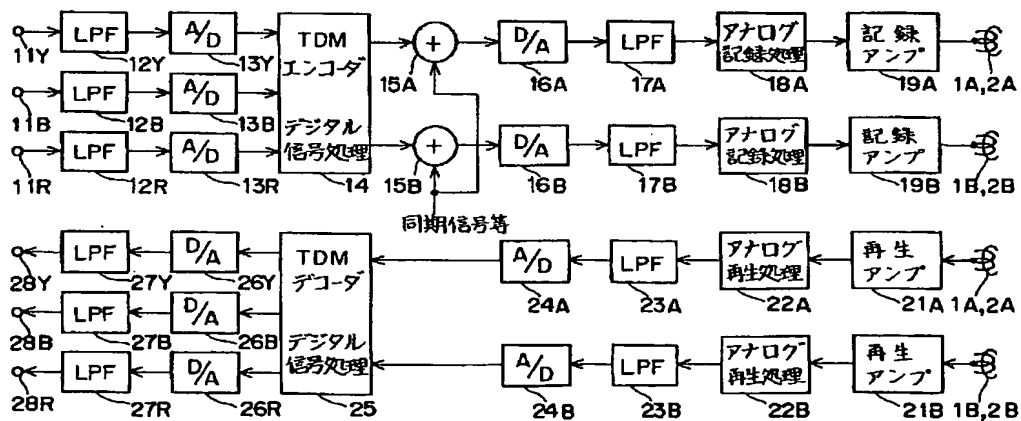 LPF
A/D
TDM
エンコーダ
デジタル
信号処理
14
+
D/A
LPF
アナログ
記録処理
記録
アンプ
11Y
12Y
13Y
15A
16A
17A
18A
19A
1A,2A
LPF
A/D
11B
12B
13B
LPF
A/D
11R
12R
13R
+
D/A
LPF
アナログ
記録処理
記録
アンプ
15B
16B
17B
18B
19B
1B,2B
同期信号等
LPF
D/A
TDM
デコーダ
デジタル
信号処理
25
A/D
LPF
アナログ
再生処理
再生
アンプ
28Y
27Y
26Y
24A
23A
22A
21A
1A,2A
LPF
D/A
28B
27B
26B
LPF
D/A
28R
27R
26R
A/D
LPF
アナログ
再生処理
再生
アンプ
24B
23B
22B
21B
1B,2B